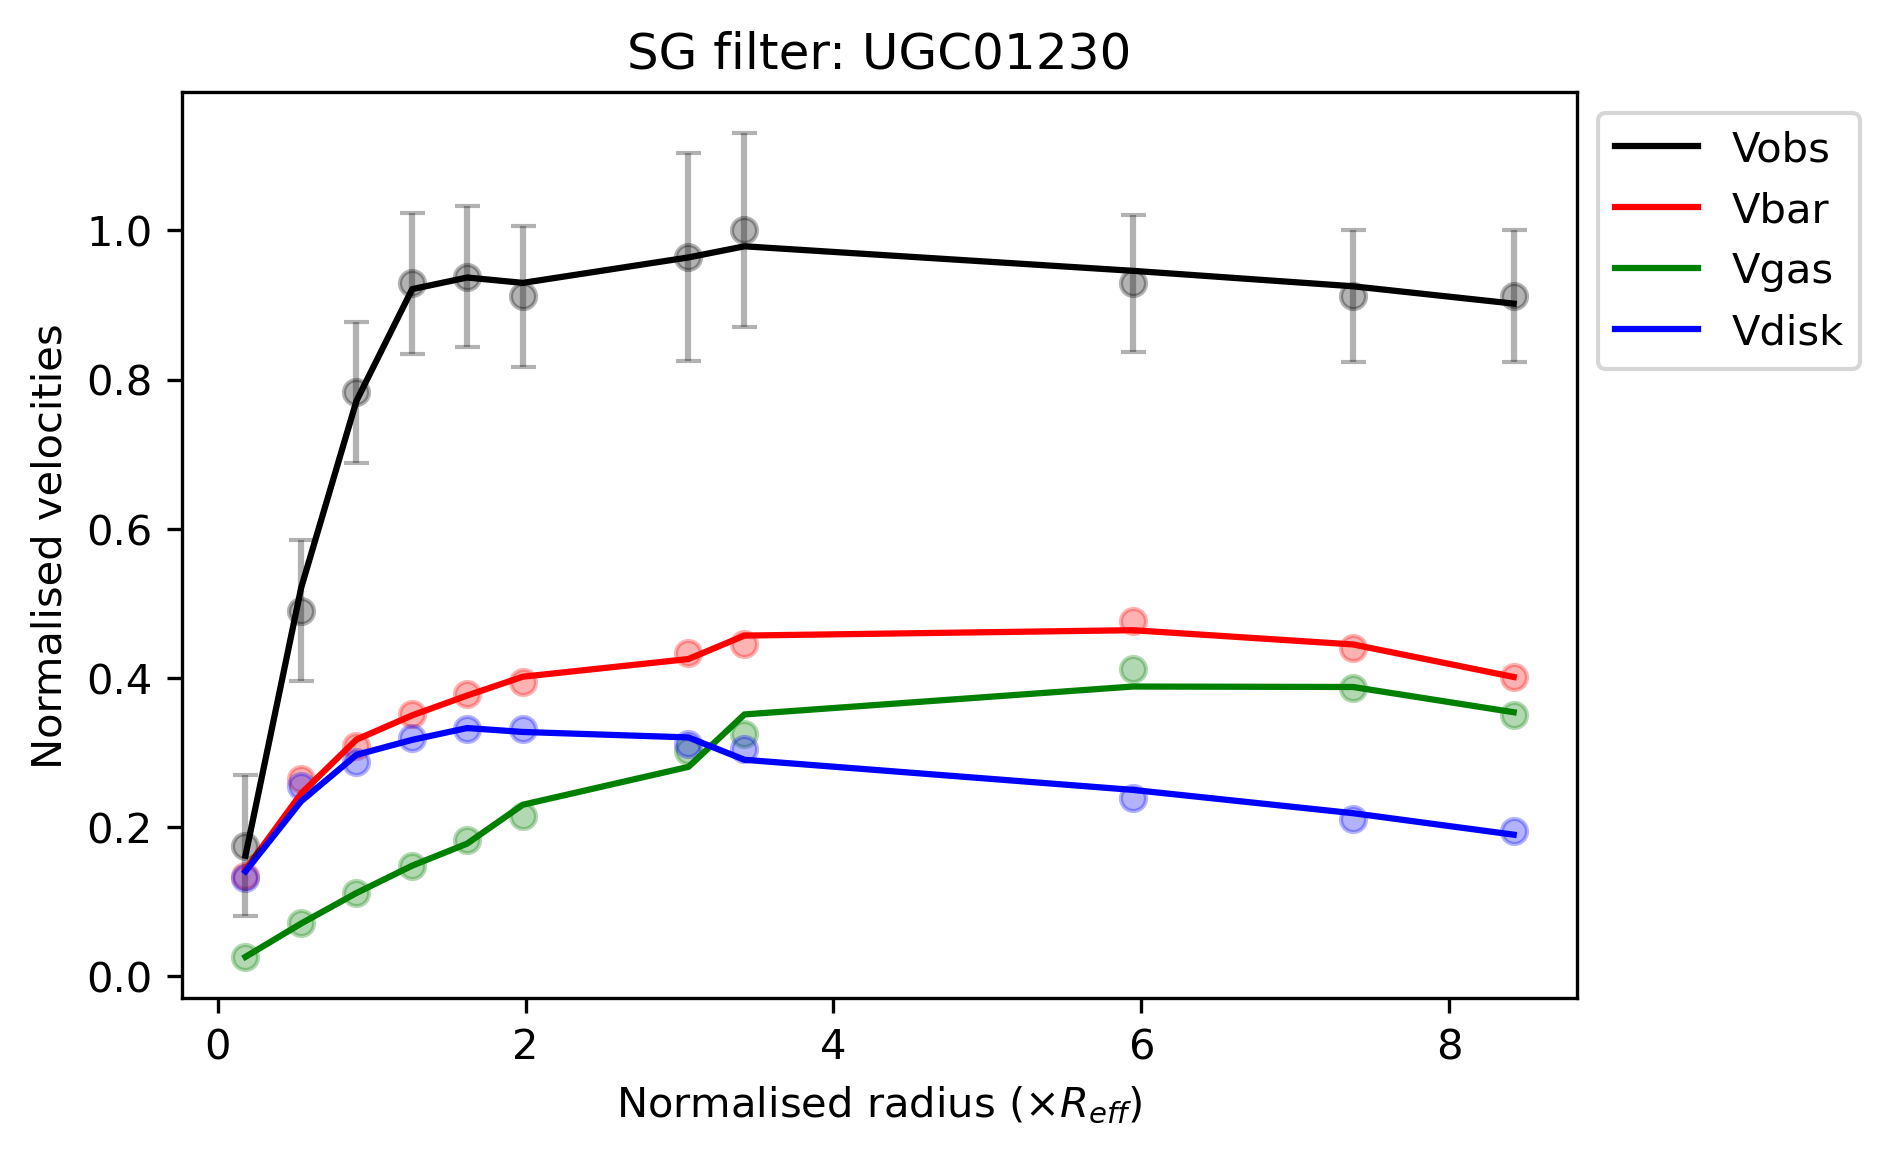 SG filter: UGC01230
Vobs
Vbar
Vgas
Vdisk
Normalised velocities
1.0
0.8
0.6
0.4
0.2
0.0
0 2 4 6 8
Normalised radius (×R_eff)